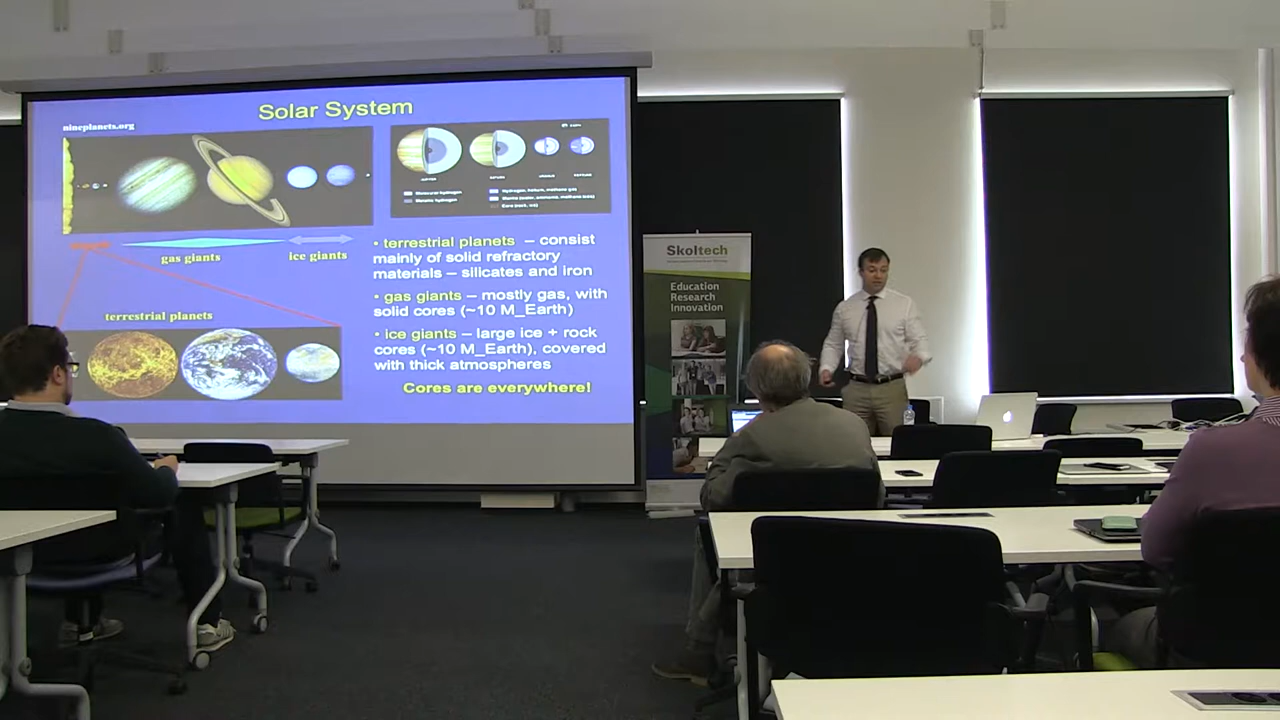 Solar System
nineplanets.org
gas giants
ice giants
terrestrial planets
• terrestrial planets – consist
mainly of solid refractory
materials – silicates and iron
• gas giants – mostly gas, with
solid cores (~10 M_Earth)
• ice giants – large ice + rock
cores (~10 M_Earth), covered
with thick atmospheres
Cores are everywhere!
Skoltech
Education
Research
Innovation